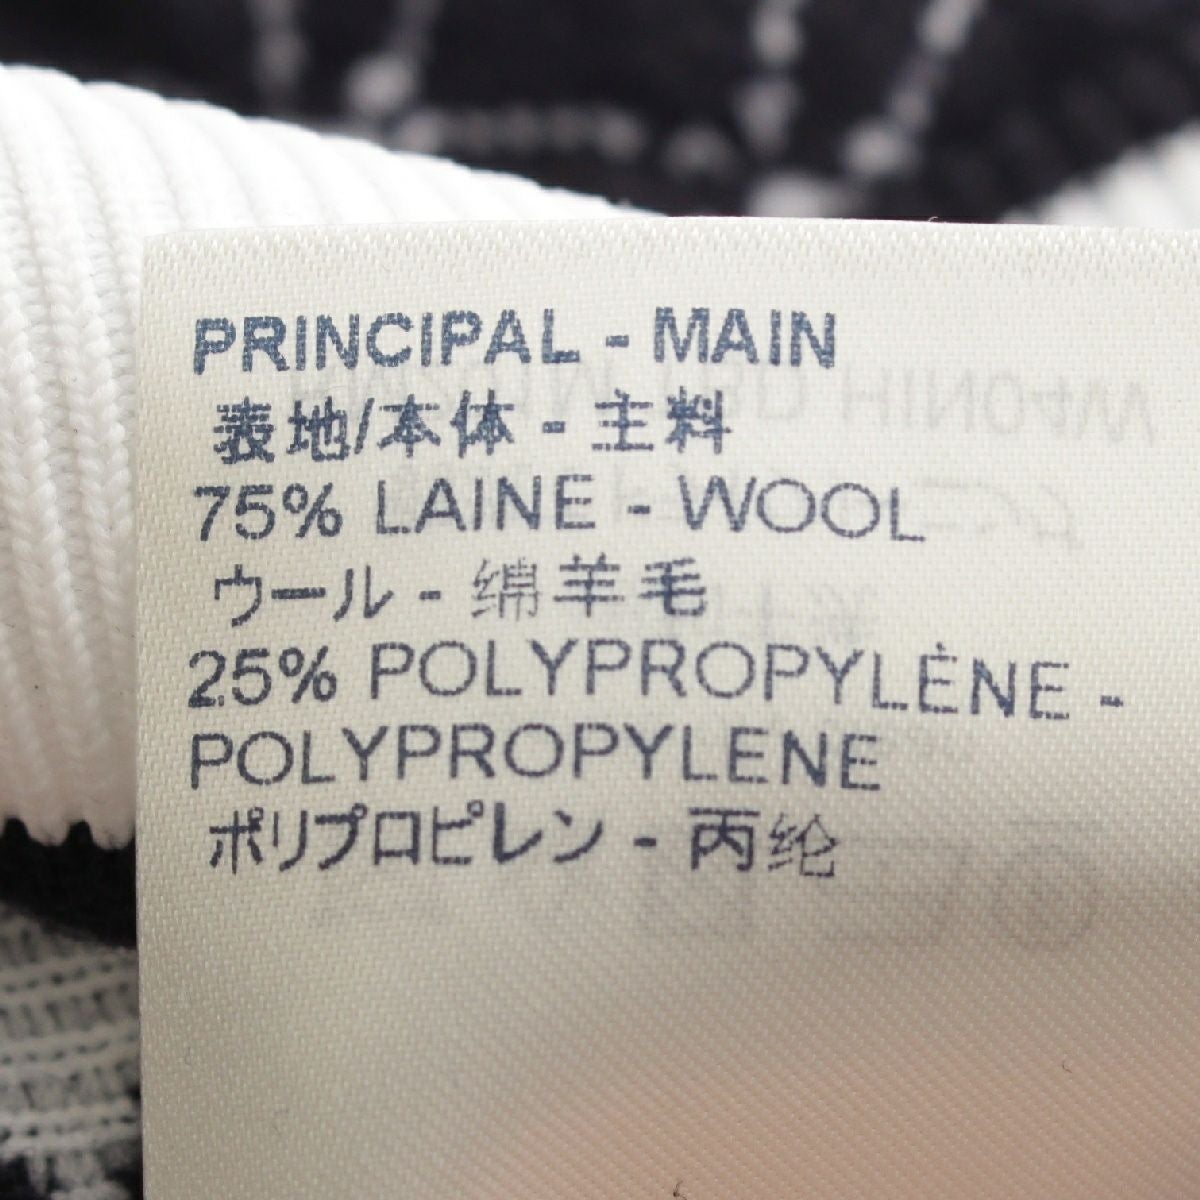 PRINCIPAL - MAIN
表地/本体 - 主料
75% LAINE - WOOL
ウール - 绵羊毛
25% POLYPROPYLÈNE -
POLYPROPYLENE
ポリプロピレン - 丙纶